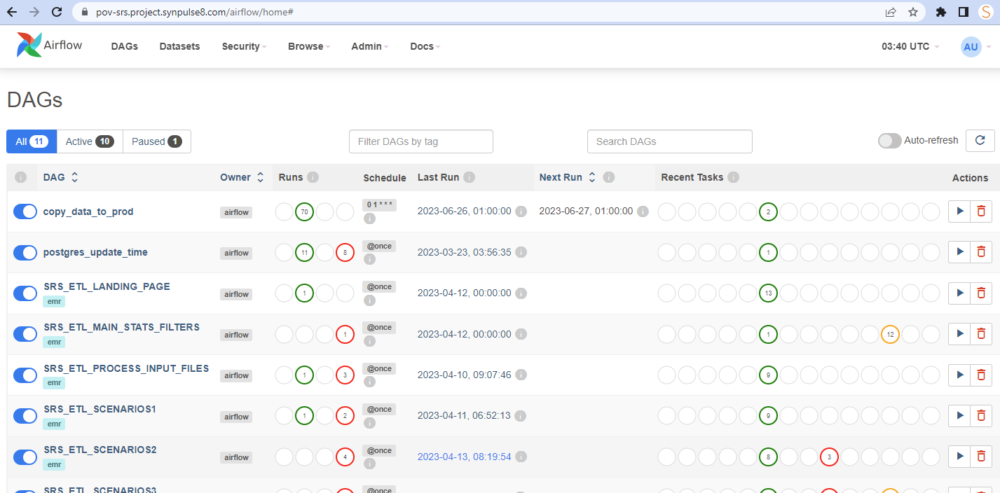 pov-srs.project.synpulse8.com/airflow/home#
S
Airflow DAGs Datasets Security Browse Admin Docs 03:40 UTC AU
DAGs
All 11 Active 10 Paused 1 Filter DAGs by tag Search DAGs Auto-refresh
i DAG Owner Runs i Schedule Last Run i Next Run i Recent Tasks i Actions
copy_data_to_prod airflow 70 0 1 * * * i 2023-06-26, 01:00:00 i 2023-06-27, 01:00:00 i 2
postgres_update_time airflow 11 8 @once i 2023-03-23, 03:56:35 i 1
SRS_ETL_LANDING_PAGE airflow 1 @once i 2023-04-12, 00:00:00 i 13
emr
SRS_ETL_MAIN_STATS_FILTERS airflow 1 @once i 2023-04-12, 00:00:00 i 1 12
emr
SRS_ETL_PROCESS_INPUT_FILES airflow 1 3 @once i 2023-04-10, 09:07:46 i 9
emr
SRS_ETL_SCENARIOS1 airflow 1 2 @once i 2023-04-11, 06:52:13 i 9
emr
SRS_ETL_SCENARIOS2 airflow 4 @once i 2023-04-13, 08:19:54 i 8 3
emr
SRS_ETL_SCENARIOS3 @once